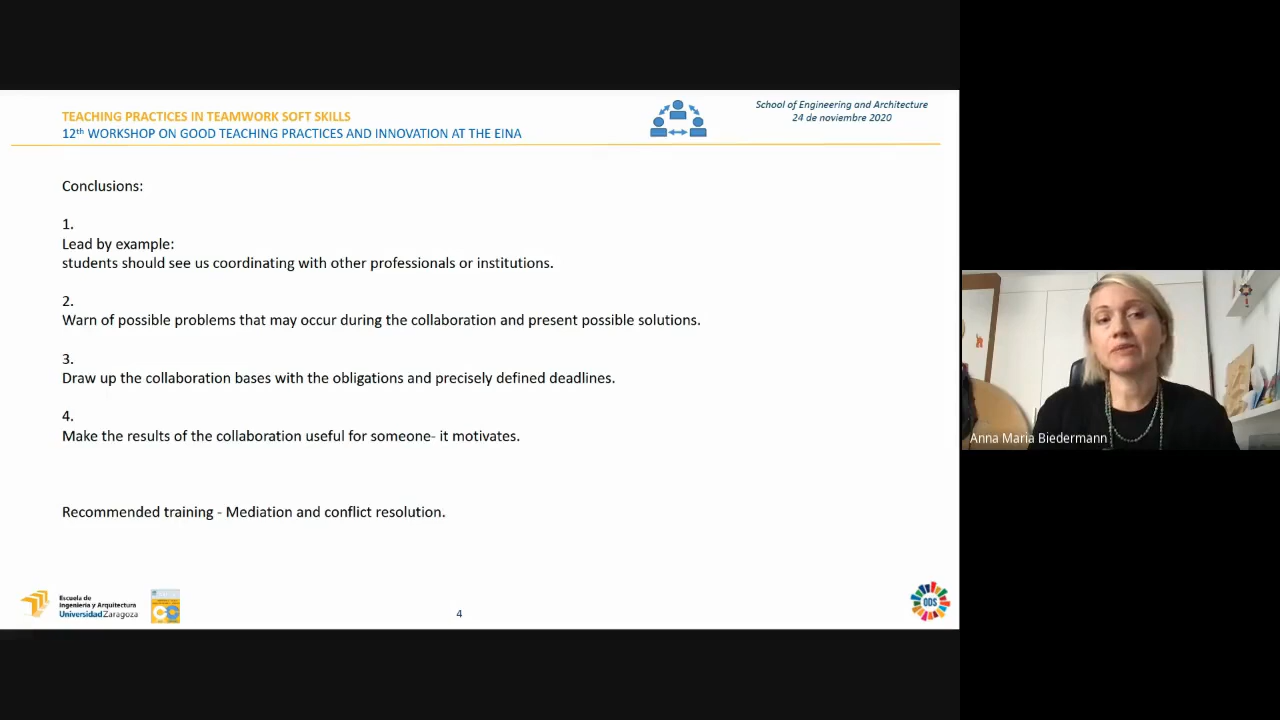 TEACHING PRACTICES IN TEAMWORK SOFT SKILLS
12th WORKSHOP ON GOOD TEACHING PRACTICES AND INNOVATION AT THE EINA
School of Engineering and Architecture
24 de noviembre 2020
Conclusions:
1.
Lead by example:
students should see us coordinating with other professionals or institutions.
2.
Warn of possible problems that may occur during the collaboration and present possible solutions.
3.
Draw up the collaboration bases with the obligations and precisely defined deadlines.
4.
Make the results of the collaboration useful for someone- it motivates.
Recommended training - Mediation and conflict resolution.
Anna Maria Biedermann
Escuela de
Ingeniería y Arquitectura
Universidad Zaragoza
4
ODS